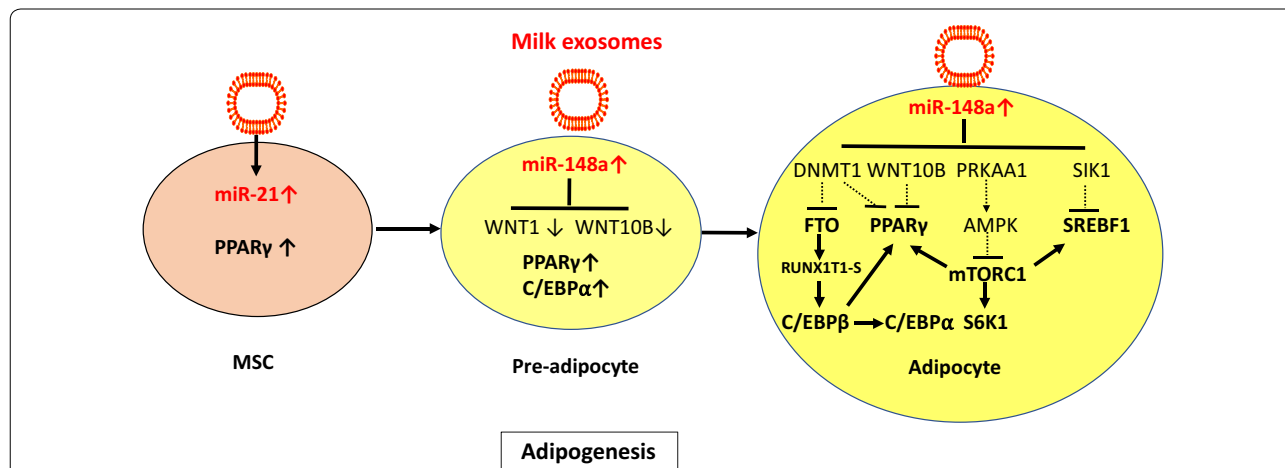 Milk exosomes
miR-21↑
PPARγ ↑
MSC
miR-148a↑
WNT1 ↓ WNT10B↓
PPARγ↑
C/EBPα↑
Pre-adipocyte
miR-148a↑
DNMT1 WNT10B PRKAA1 SIK1
FTO PPARγ AMPK SREBF1
RUNX1T1-S mTORC1
C/EBPβ C/EBPα S6K1
Adipocyte
Adipogenesis